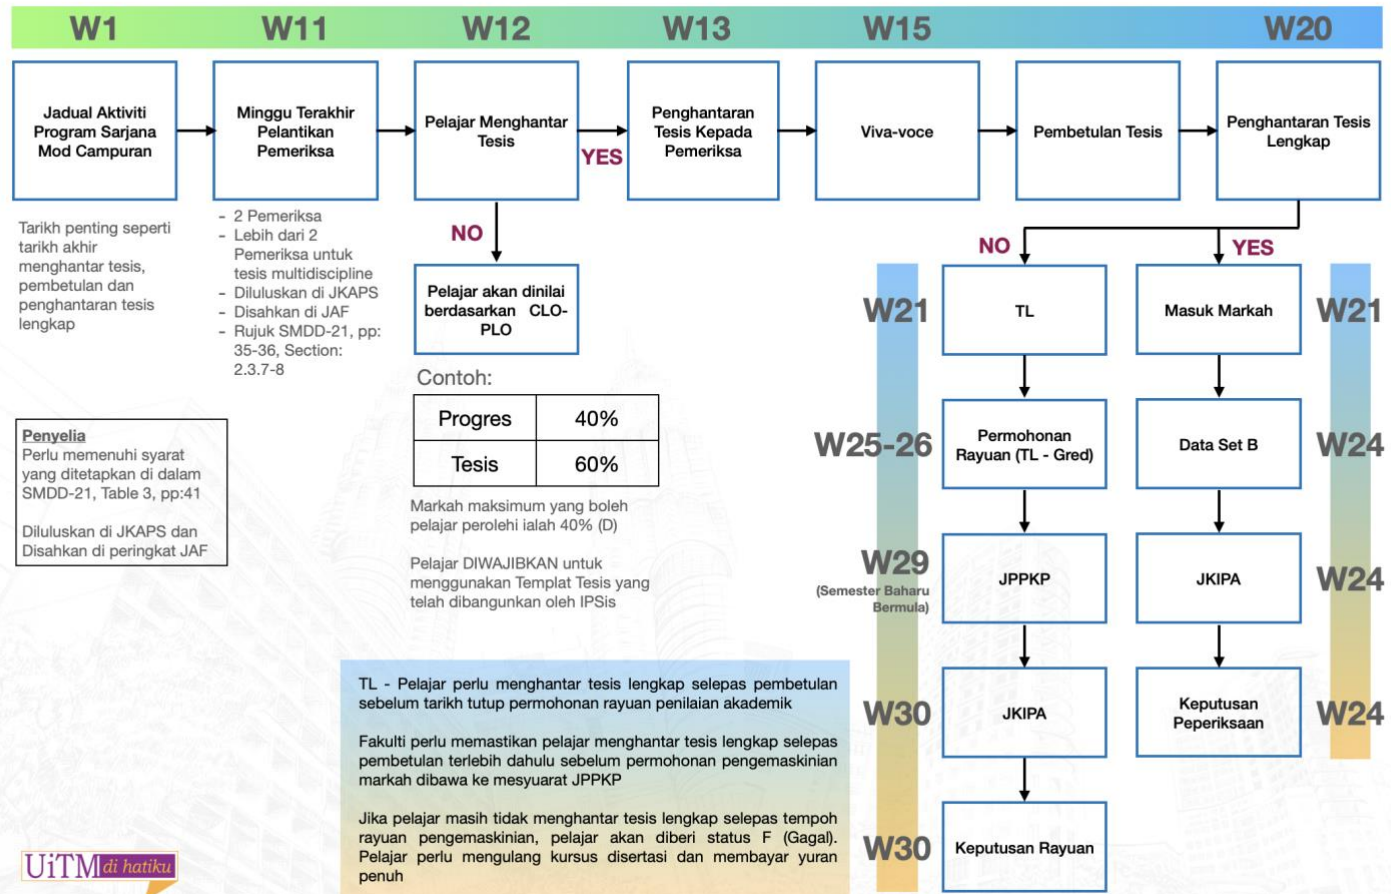 W1
W11
W12
W13
W15
W20
Jadual Aktiviti
Program Sarjana
Mod Campuran
Minggu Terakhir
Pelantikan
Pemeriksa
Pelajar Menghantar
Tesis
YES
Penghantaran
Tesis Kepada
Pemeriksa
Viva-voce
Pembetulan Tesis
Penghantaran Tesis
Lengkap
Tarikh penting seperti
tarikh akhir
menghantar tesis,
pembetulan dan
penghantaran tesis
lengkap
- 2 Pemeriksa
- Lebih dari 2
Pemeriksa untuk
tesis multidiscipline
- Diluluskan di JKAPS
- Disahkan di JAF
- Rujuk SMDD-21, pp:
35-36, Section:
2.3.7-8
NO
Pelajar akan dinilai
berdasarkan CLO-
PLO
Contoh:
Progres 40%
Tesis 60%
Markah maksimum yang boleh
pelajar perolehi ialah 40% (D)
Pelajar DIWAJIBKAN untuk
menggunakan Templat Tesis yang
telah dibangunkan oleh IPSis
Penyelia
Perlu memenuhi syarat
yang ditetapkan di dalam
SMDD-21, Table 3, pp:41
Diluluskan di JKAPS dan
Disahkan di peringkat JAF
NO
YES
W21
TL
Masuk Markah
W21
W25-26
Permohonan
Rayuan (TL - Gred)
Data Set B
W24
W29
(Semester Baharu
Bermula)
JPPKP
JKIPA
W24
W30
JKIPA
Keputusan
Peperiksaan
W24
W30
Keputusan Rayuan
TL - Pelajar perlu menghantar tesis lengkap selepas pembetulan
sebelum tarikh tutup permohonan rayuan penilaian akademik
Fakulti perlu memastikan pelajar menghantar tesis lengkap selepas
pembetulan terlebih dahulu sebelum permohonan pengemaskinian
markah dibawa ke mesyuarat JPPKP
Jika pelajar masih tidak menghantar tesis lengkap selepas tempoh
rayuan pengemaskinian, pelajar akan diberi status F (Gagal).
Pelajar perlu mengulang kursus disertasi dan membayar yuran
penuh
UiTM di hatiku